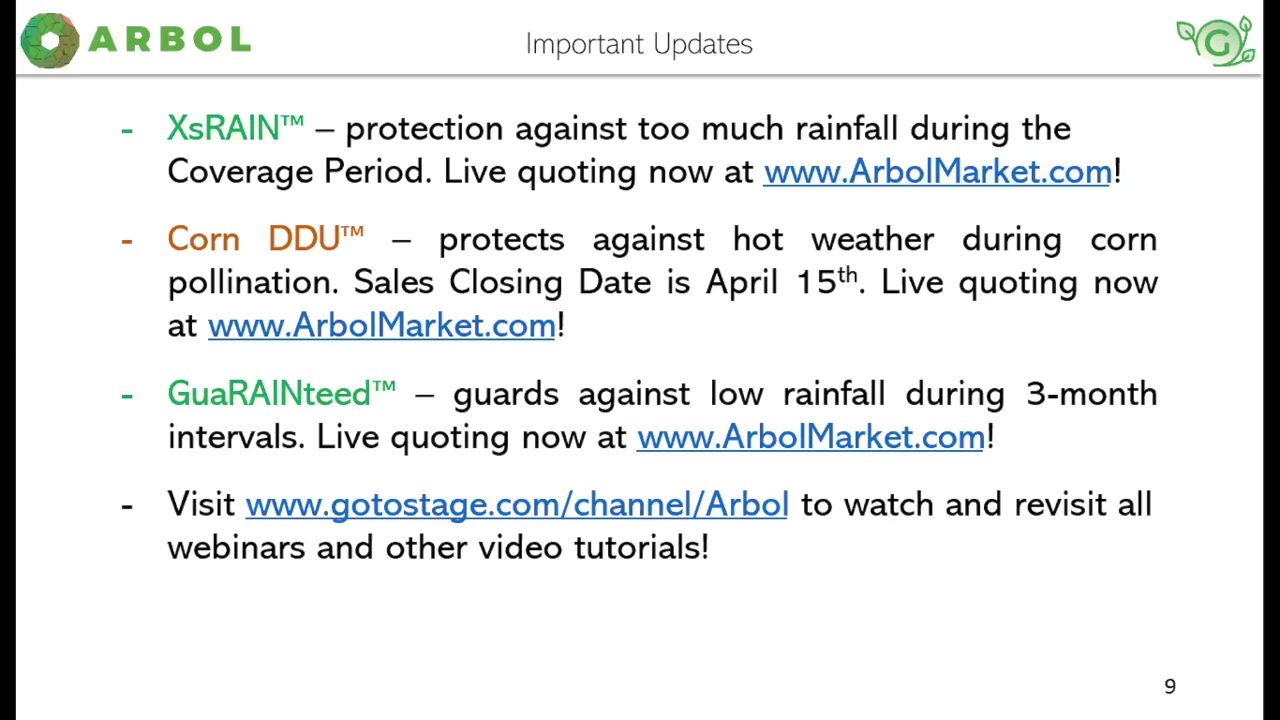 ARBOL
Important Updates
G
- XsRAIN™ – protection against too much rainfall during the
Coverage Period. Live quoting now at www.ArbolMarket.com!
- Corn DDU™ – protects against hot weather during corn
pollination. Sales Closing Date is April 15th. Live quoting now
at www.ArbolMarket.com!
- GuaRAINteed™ – guards against low rainfall during 3-month
intervals. Live quoting now at www.ArbolMarket.com!
- Visit www.gotostage.com/channel/Arbol to watch and revisit all
webinars and other video tutorials!
9